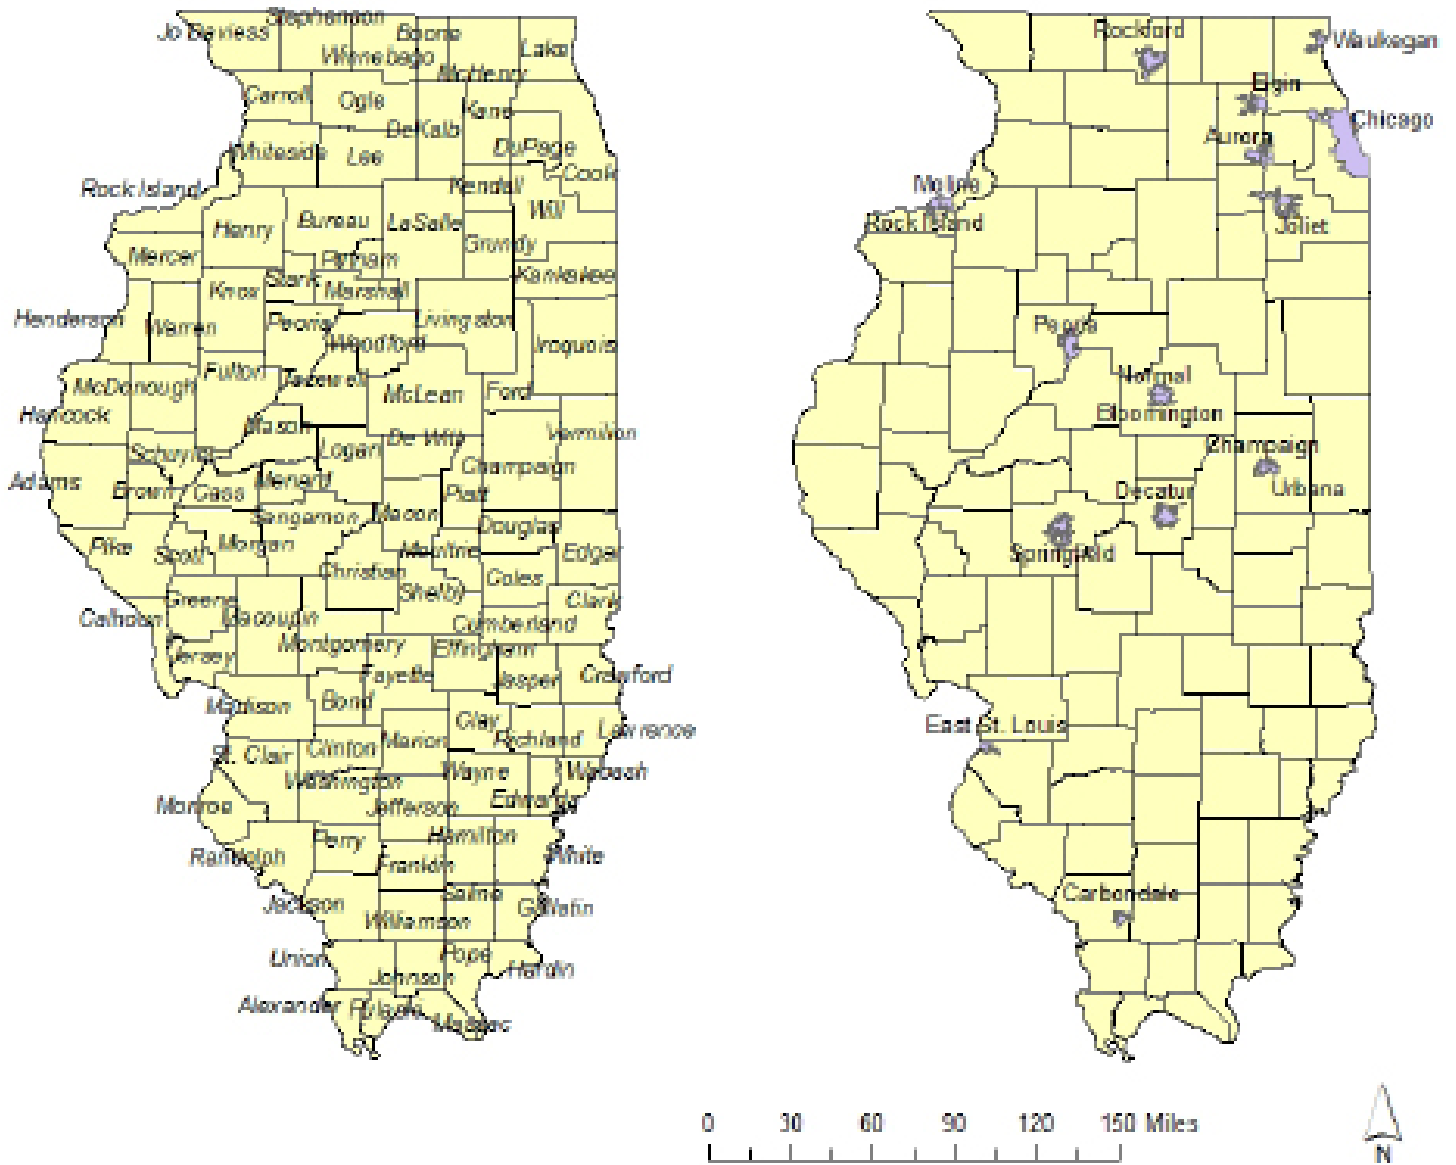 Jo Daviess
Stephenson
Winnebago
Boone
McHenry
Lake
Carroll
Ogle
DeKalb
Kane
DuPage
Cook
Whiteside
Lee
Kendall
Will
Rock Island
Henry
Bureau
LaSalle
Grundy
Mercer
Putnam
Kankakee
Knox
Stark
Marshall
Henderson
Warren
Peoria
Livingston
Woodford
Iroquois
Fulton
Tazewell
McDonough
McLean
Ford
Hancock
Mason
Logan
De Witt
Vermilion
Schuyler
Champaign
Adams
Brown
Cass
Menard
Piatt
Sangamon
Macon
Douglas
Pike
Scott
Morgan
Moultrie
Edgar
Christian
Coles
Shelby
Greene
Clark
Calhoun
Macoupin
Cumberland
Montgomery
Effingham
Jersey
Fayette
Jasper
Crawford
Madison
Bond
Clay
Richland
Lawrence
St. Clair
Clinton
Marion
Washington
Wayne
Wabash
Monroe
Jefferson
Edwards
Randolph
Perry
Hamilton
White
Franklin
Jackson
Saline
Gallatin
Williamson
Union
Pope
Johnson
Hardin
Alexander
Pulaski
Massac
Rockford
Waukegan
Elgin
Chicago
Aurora
Moline
Rock Island
Joliet
Peoria
Normal
Bloomington
Champaign
Urbana
Decatur
Springfield
East St. Louis
Carbondale
0 30 60 90 120 150 Miles
N